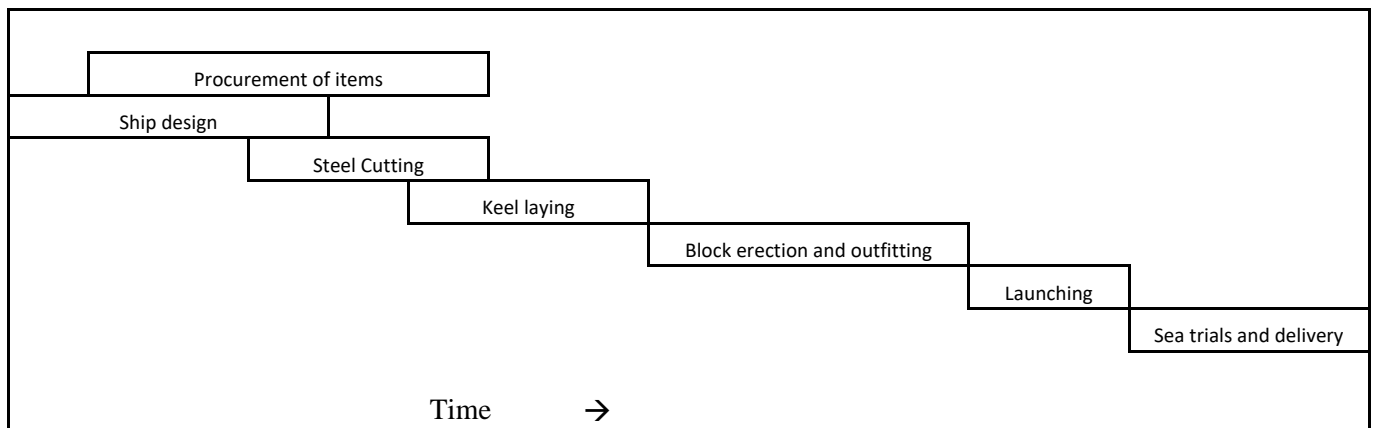 Procurement of items
Ship design
Steel Cutting
Keel laying
Block erection and outfitting
Launching
Sea trials and delivery
Time →